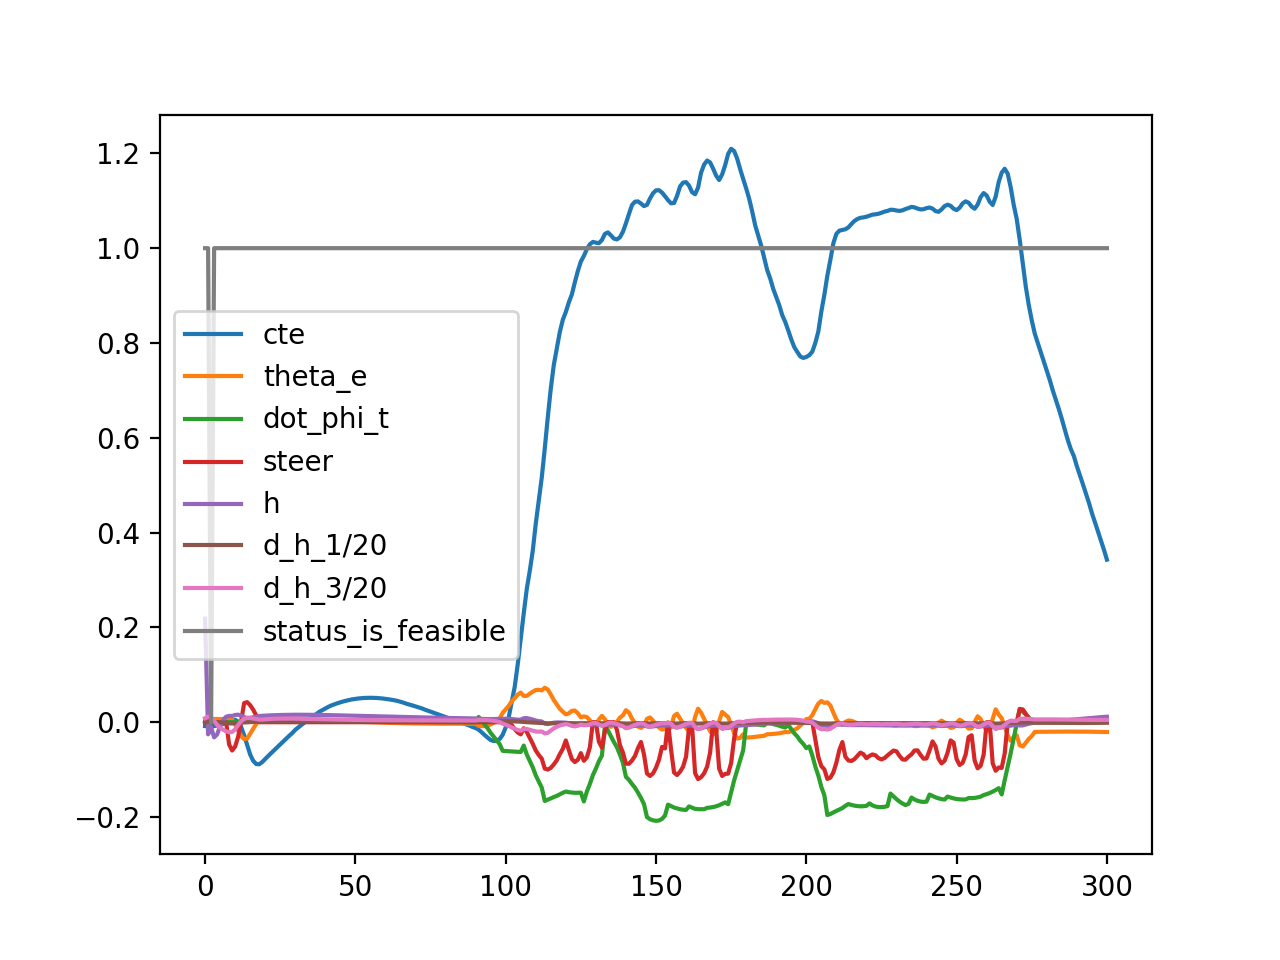 1.2
1.0
0.8
0.6
0.4
0.2
0.0
−0.2
cte
theta_e
dot_phi_t
steer
h
d_h_1/20
d_h_3/20
status_is_feasible
0 50 100 150 200 250 300